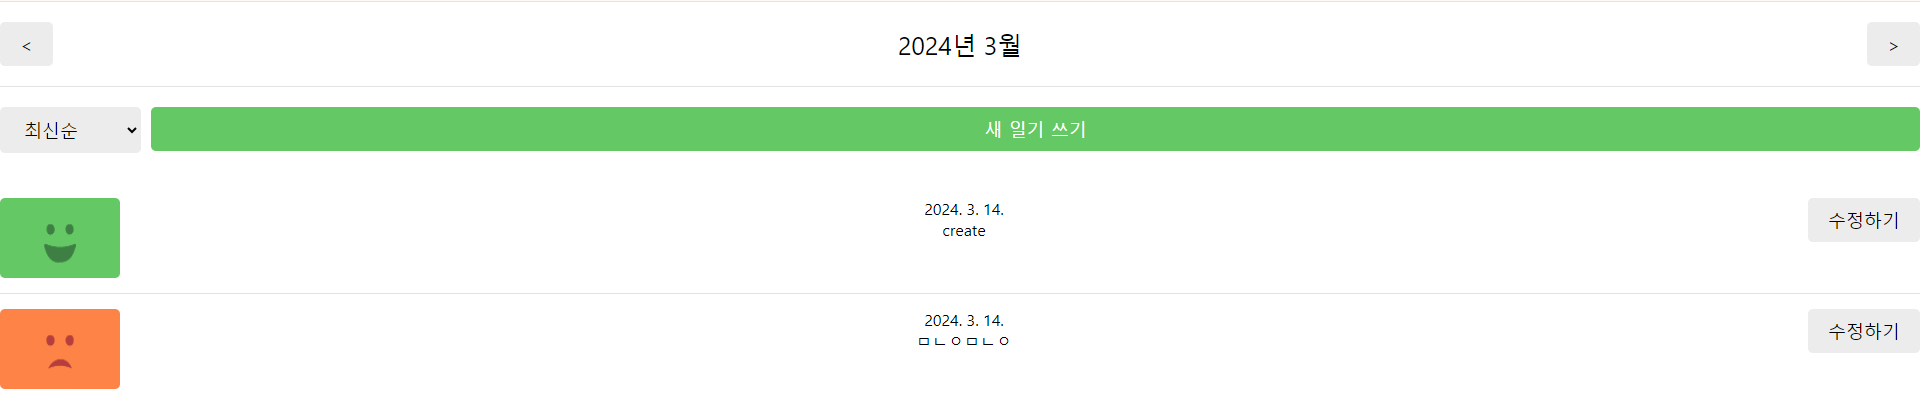 < 2024년 3월 >
최신순 새 일기 쓰기
2024. 3. 14.
create
수정하기
2024. 3. 14.
ㅁㄴㅇㅁㄴㅇ
수정하기